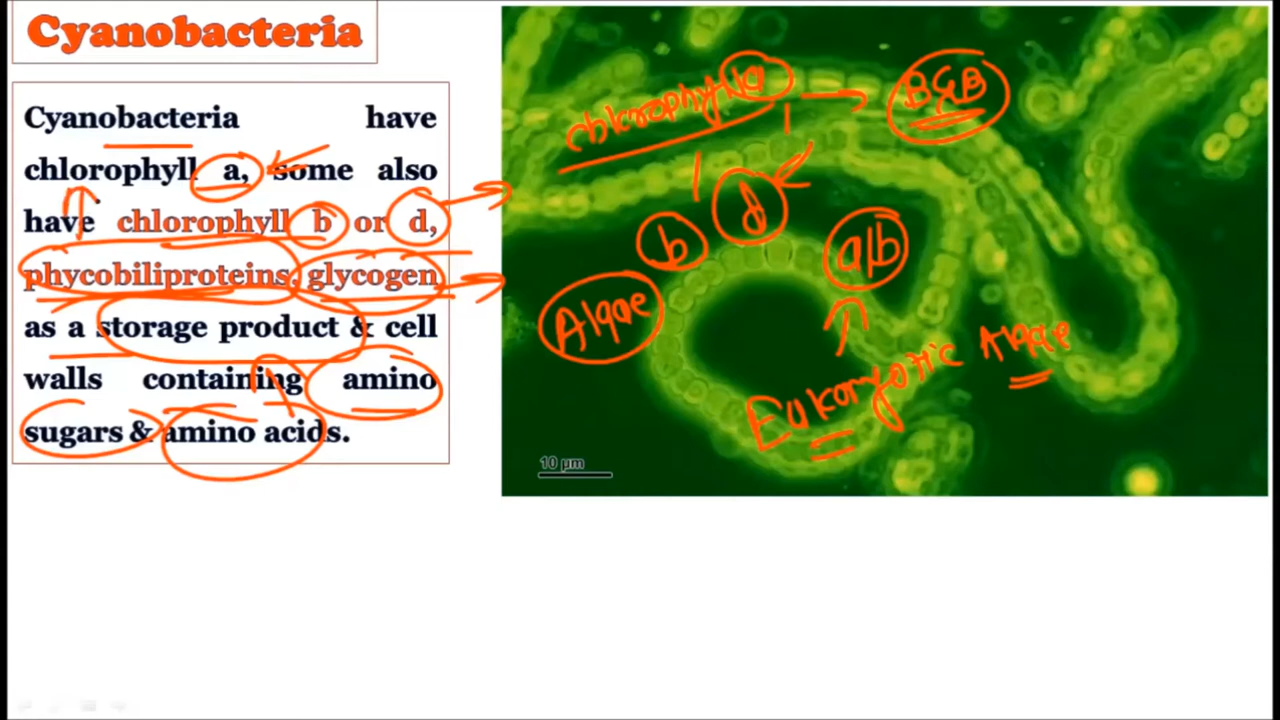 Cyanobacteria
Cyanobacteria have
chlorophyll a, some also
have chlorophyll b or d,
phycobiliproteins, glycogen
as a storage product & cell
walls containing amino
sugars & amino acids.
chlorophyll a
B&B
b
d
a/b
Algae
Eukaryotic Algae
10 µm